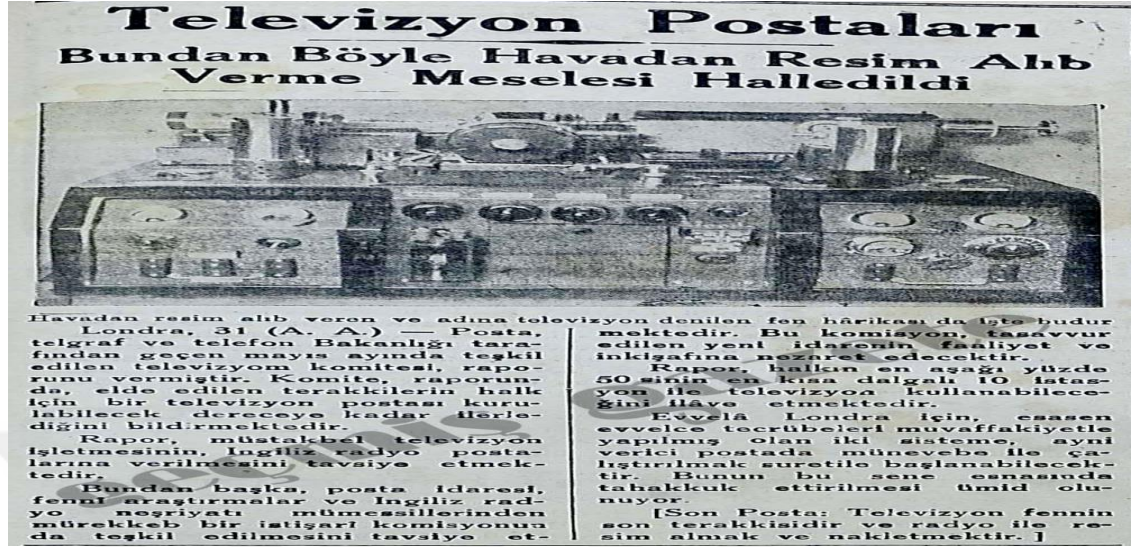 Televizyon Postaları
Bundan Böyle Havadan Resim Alıb
Verme Meselesi Halledildi
Havadan resim alıb veren ve adına televizyon denilen fen hârikası da işte budur
Londra, 31 (A. A.) — Posta,
telgraf ve telefon Bakanlığı tara-
fından geçen mayıs ayında teşkil
edilen televizyon komitesi, rapo-
runu vermiştir. Komite, raporun-
da, elde edilen terakkilerin halk
için bir televizyon postası kuru
labilecek dereceye kadar ilerle-
diğini bildirmektedir.
Rapor, müstakbel televizyon
işletmesinin, İngiliz radyo posta-
larına verilmesini tavsiye etmek-
tedir.
Bundan başka, posta idaresi,
fennî araştırmalar ve İngiliz rad-
yo neşriyatı mümessillerinden
mürekkeb bir istişarî komisyonun
da teşkil edilmesini tavsiye et-
mektedir. Bu komisyon, tasavvur
edilen yeni idarenin faaliyet ve
inkişafına nezaret edecektir.
Rapor, halkın en aşağı yüzde
50 sinin en kısa dalgalı 10 istas-
yon ile televizyon kullanabilece-
ğini ilâve etmektedir.
Evvelâ Londra için, esasen
evvelce tecrübeleri muvaffakiyetle
yapılmış olan iki sisteme, ayni
verici postada münevebe ile ça-
lıştırılmak suretile başlanabilecek-
tir. Bunun bu sene esnasında
tahakkuk ettirilmesi ümid olu-
nuyor.
[Son Posta: Televizyon fennin
son terakkisidir ve radyo ile re-
sim almak ve nakletmektir. ]
geçmiş gazete